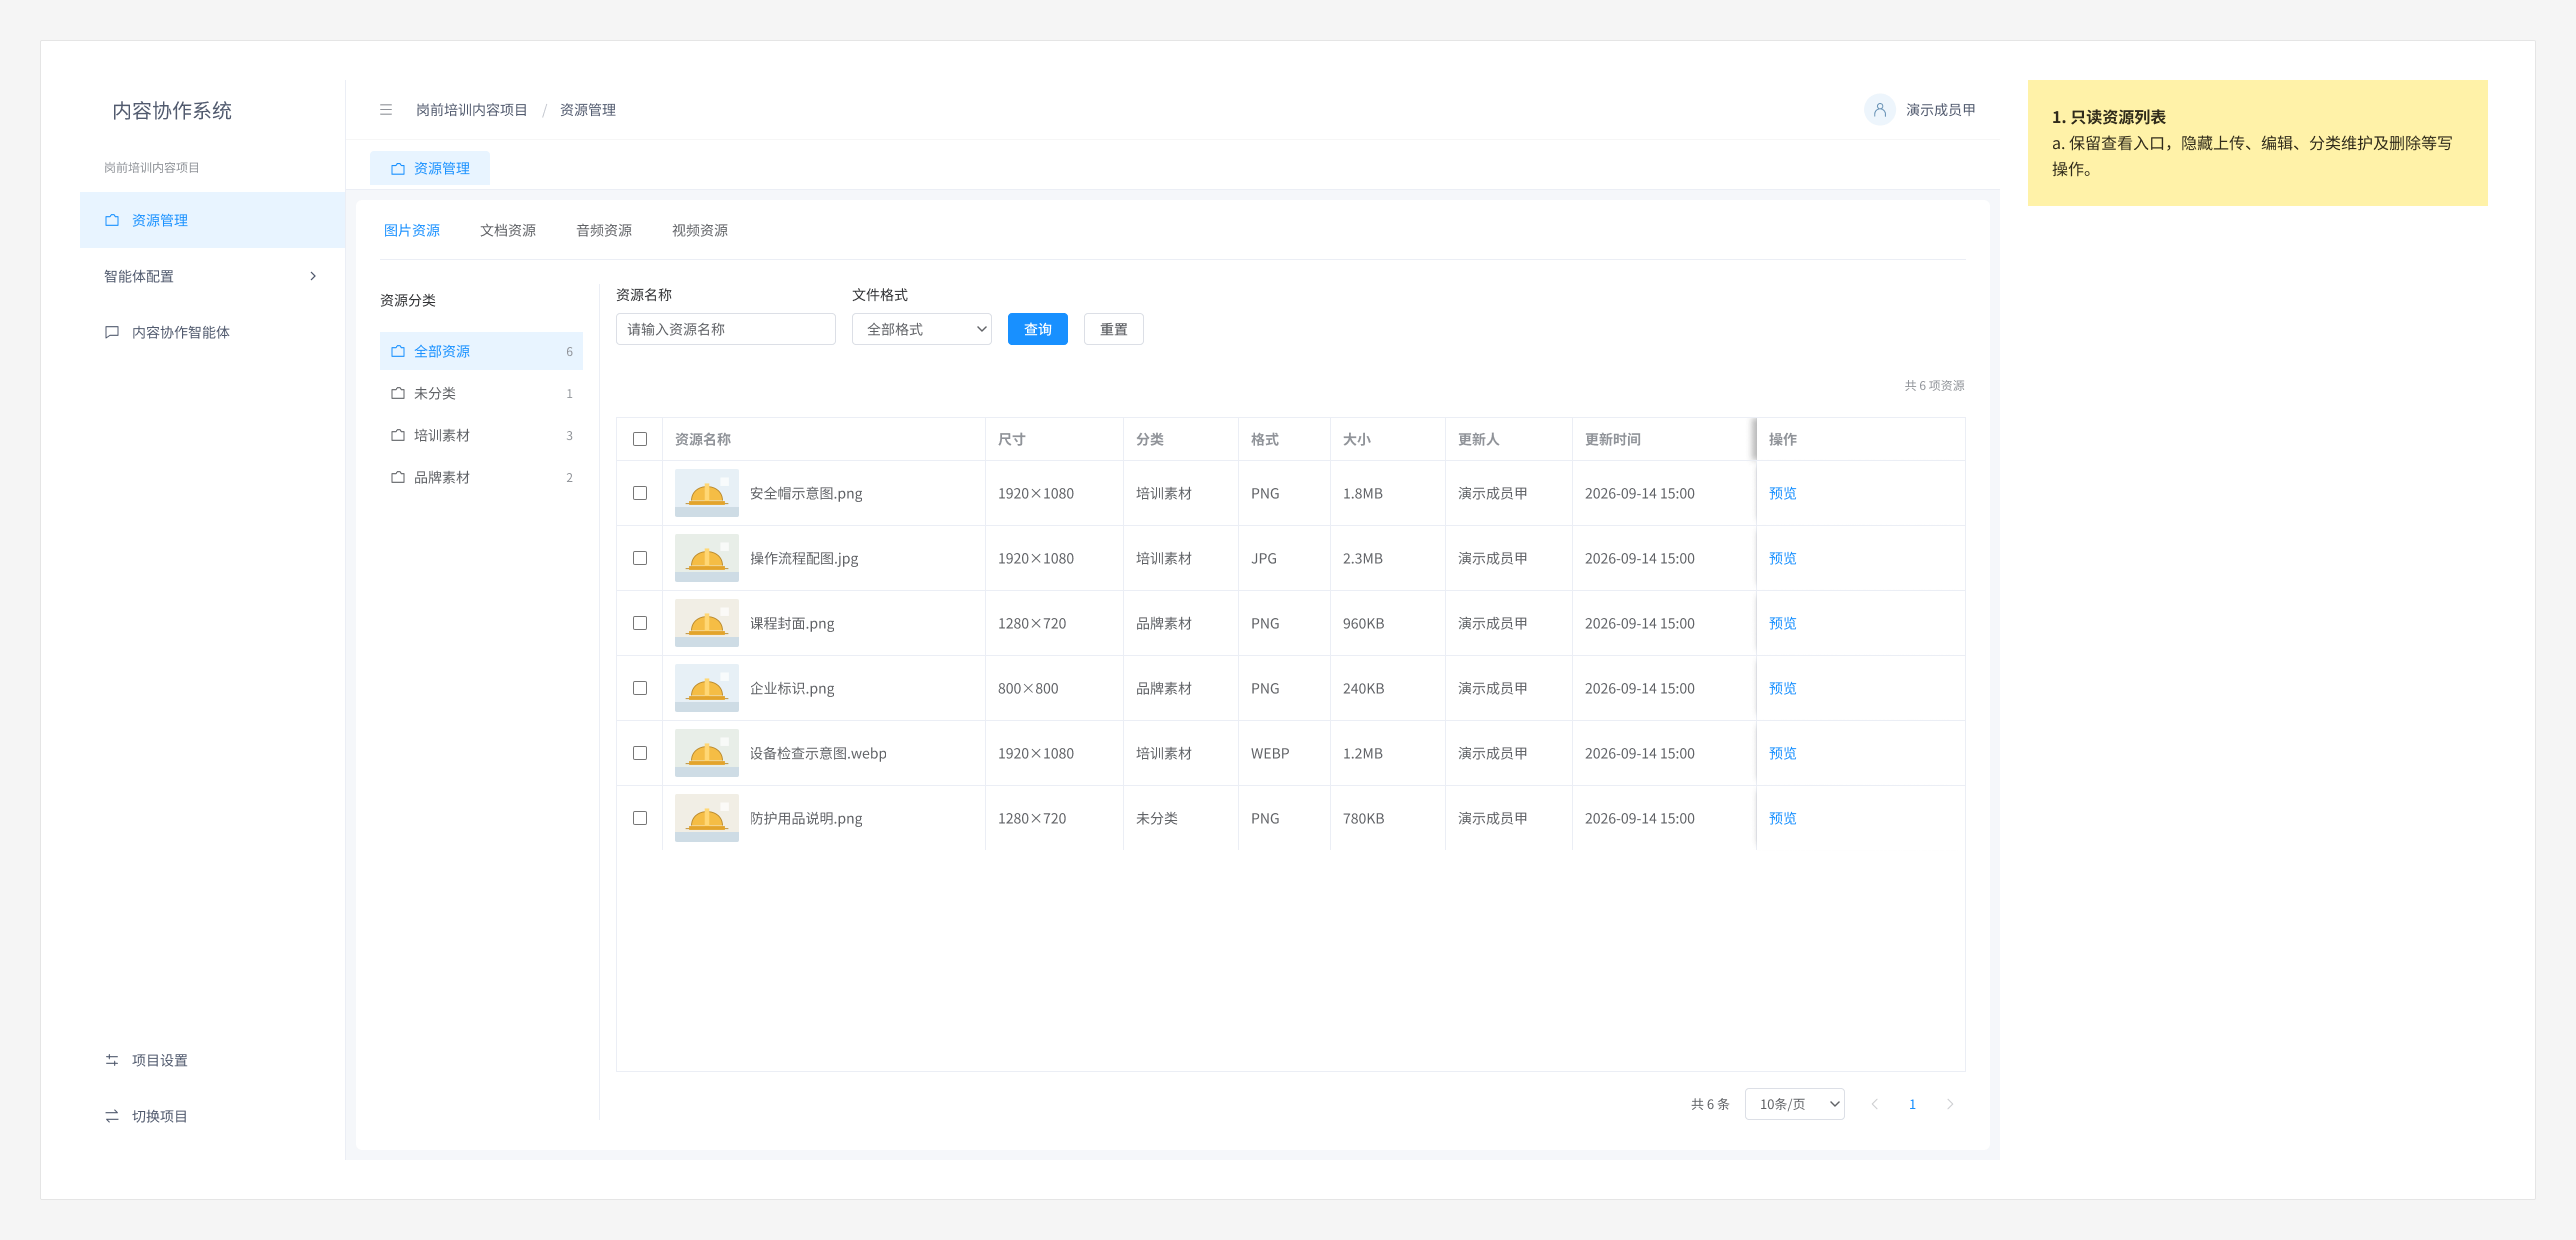 内容协作系统
岗前培训内容项目
资源管理
智能体配置
内容协作智能体
项目设置
切换项目
岗前培训内容项目 / 资源管理
演示成员甲
资源管理
图片资源 文档资源 音频资源 视频资源
资源分类
全部资源 6
未分类 1
培训素材 3
品牌素材 2
资源名称 文件格式
请输入资源名称 全部格式 查询 重置
共 6 项资源
资源名称 尺寸 分类 格式 大小 更新人 更新时间 操作
安全帽示意图.png 1920×1080 培训素材 PNG 1.8MB 演示成员甲 2026-09-14 15:00 预览
操作流程配图.jpg 1920×1080 培训素材 JPG 2.3MB 演示成员甲 2026-09-14 15:00 预览
课程封面.png 1280×720 品牌素材 PNG 960KB 演示成员甲 2026-09-14 15:00 预览
企业标识.png 800×800 品牌素材 PNG 240KB 演示成员甲 2026-09-14 15:00 预览
设备检查示意图.webp 1920×1080 培训素材 WEBP 1.2MB 演示成员甲 2026-09-14 15:00 预览
防护用品说明.png 1280×720 未分类 PNG 780KB 演示成员甲 2026-09-14 15:00 预览
共 6 条 10条/页 1
1. 只读资源列表
a. 保留查看入口，隐藏上传、编辑、分类维护及删除等写
操作。